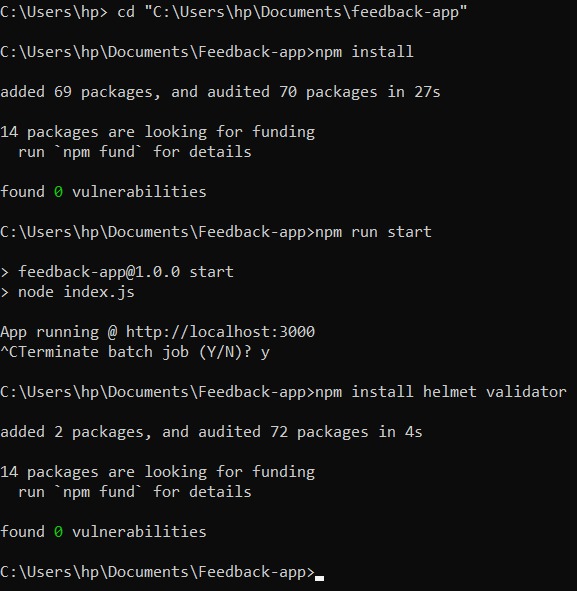 C:\Users\hp> cd "C:\Users\hp\Documents\feedback-app"
C:\Users\hp\Documents\Feedback-app>npm install
added 69 packages, and audited 70 packages in 27s
14 packages are looking for funding
  run `npm fund` for details
found 0 vulnerabilities
C:\Users\hp\Documents\Feedback-app>npm run start
> feedback-app@1.0.0 start
> node index.js
App running @ http://localhost:3000
^CTerminate batch job (Y/N)? y
C:\Users\hp\Documents\Feedback-app>npm install helmet validator
added 2 packages, and audited 72 packages in 4s
14 packages are looking for funding
  run `npm fund` for details
found 0 vulnerabilities
C:\Users\hp\Documents\Feedback-app>